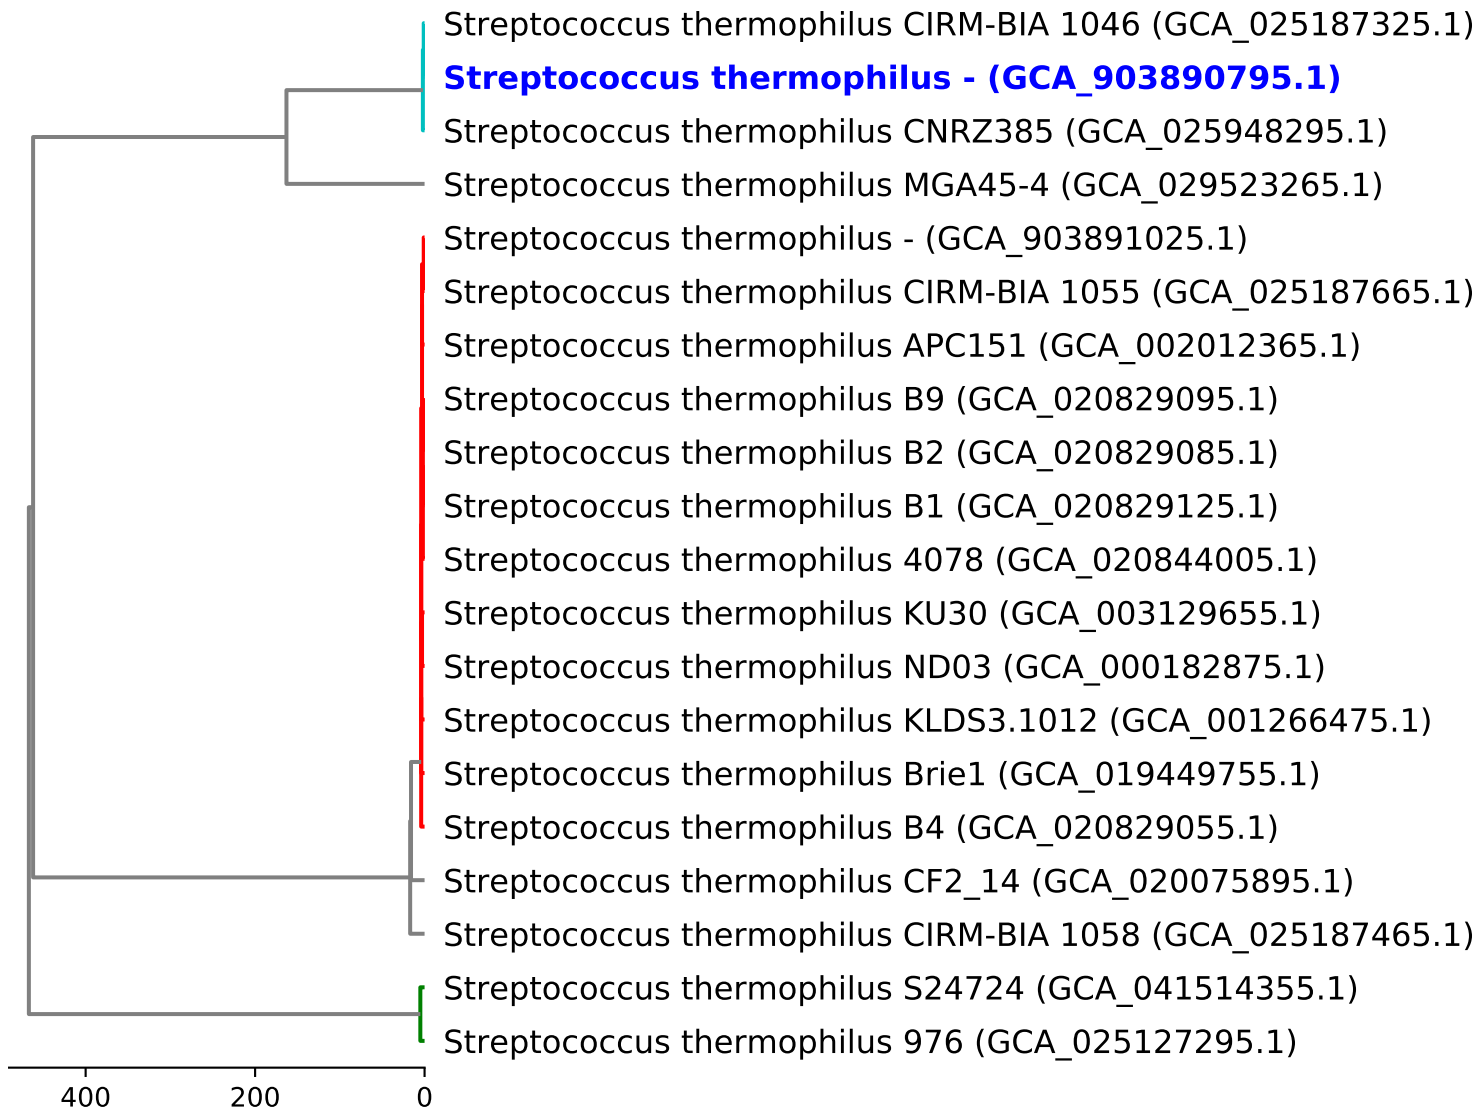 Streptococcus thermophilus CIRM-BIA 1046 (GCA_025187325.1)
Streptococcus thermophilus - (GCA_903890795.1)
Streptococcus thermophilus CNRZ385 (GCA_025948295.1)
Streptococcus thermophilus MGA45-4 (GCA_029523265.1)
Streptococcus thermophilus - (GCA_903891025.1)
Streptococcus thermophilus CIRM-BIA 1055 (GCA_025187665.1)
Streptococcus thermophilus APC151 (GCA_002012365.1)
Streptococcus thermophilus B9 (GCA_020829095.1)
Streptococcus thermophilus B2 (GCA_020829085.1)
Streptococcus thermophilus B1 (GCA_020829125.1)
Streptococcus thermophilus 4078 (GCA_020844005.1)
Streptococcus thermophilus KU30 (GCA_003129655.1)
Streptococcus thermophilus ND03 (GCA_000182875.1)
Streptococcus thermophilus KLDS3.1012 (GCA_001266475.1)
Streptococcus thermophilus Brie1 (GCA_019449755.1)
Streptococcus thermophilus B4 (GCA_020829055.1)
Streptococcus thermophilus CF2_14 (GCA_020075895.1)
Streptococcus thermophilus CIRM-BIA 1058 (GCA_025187465.1)
Streptococcus thermophilus S24724 (GCA_041514355.1)
Streptococcus thermophilus 976 (GCA_025127295.1)
400 200 0